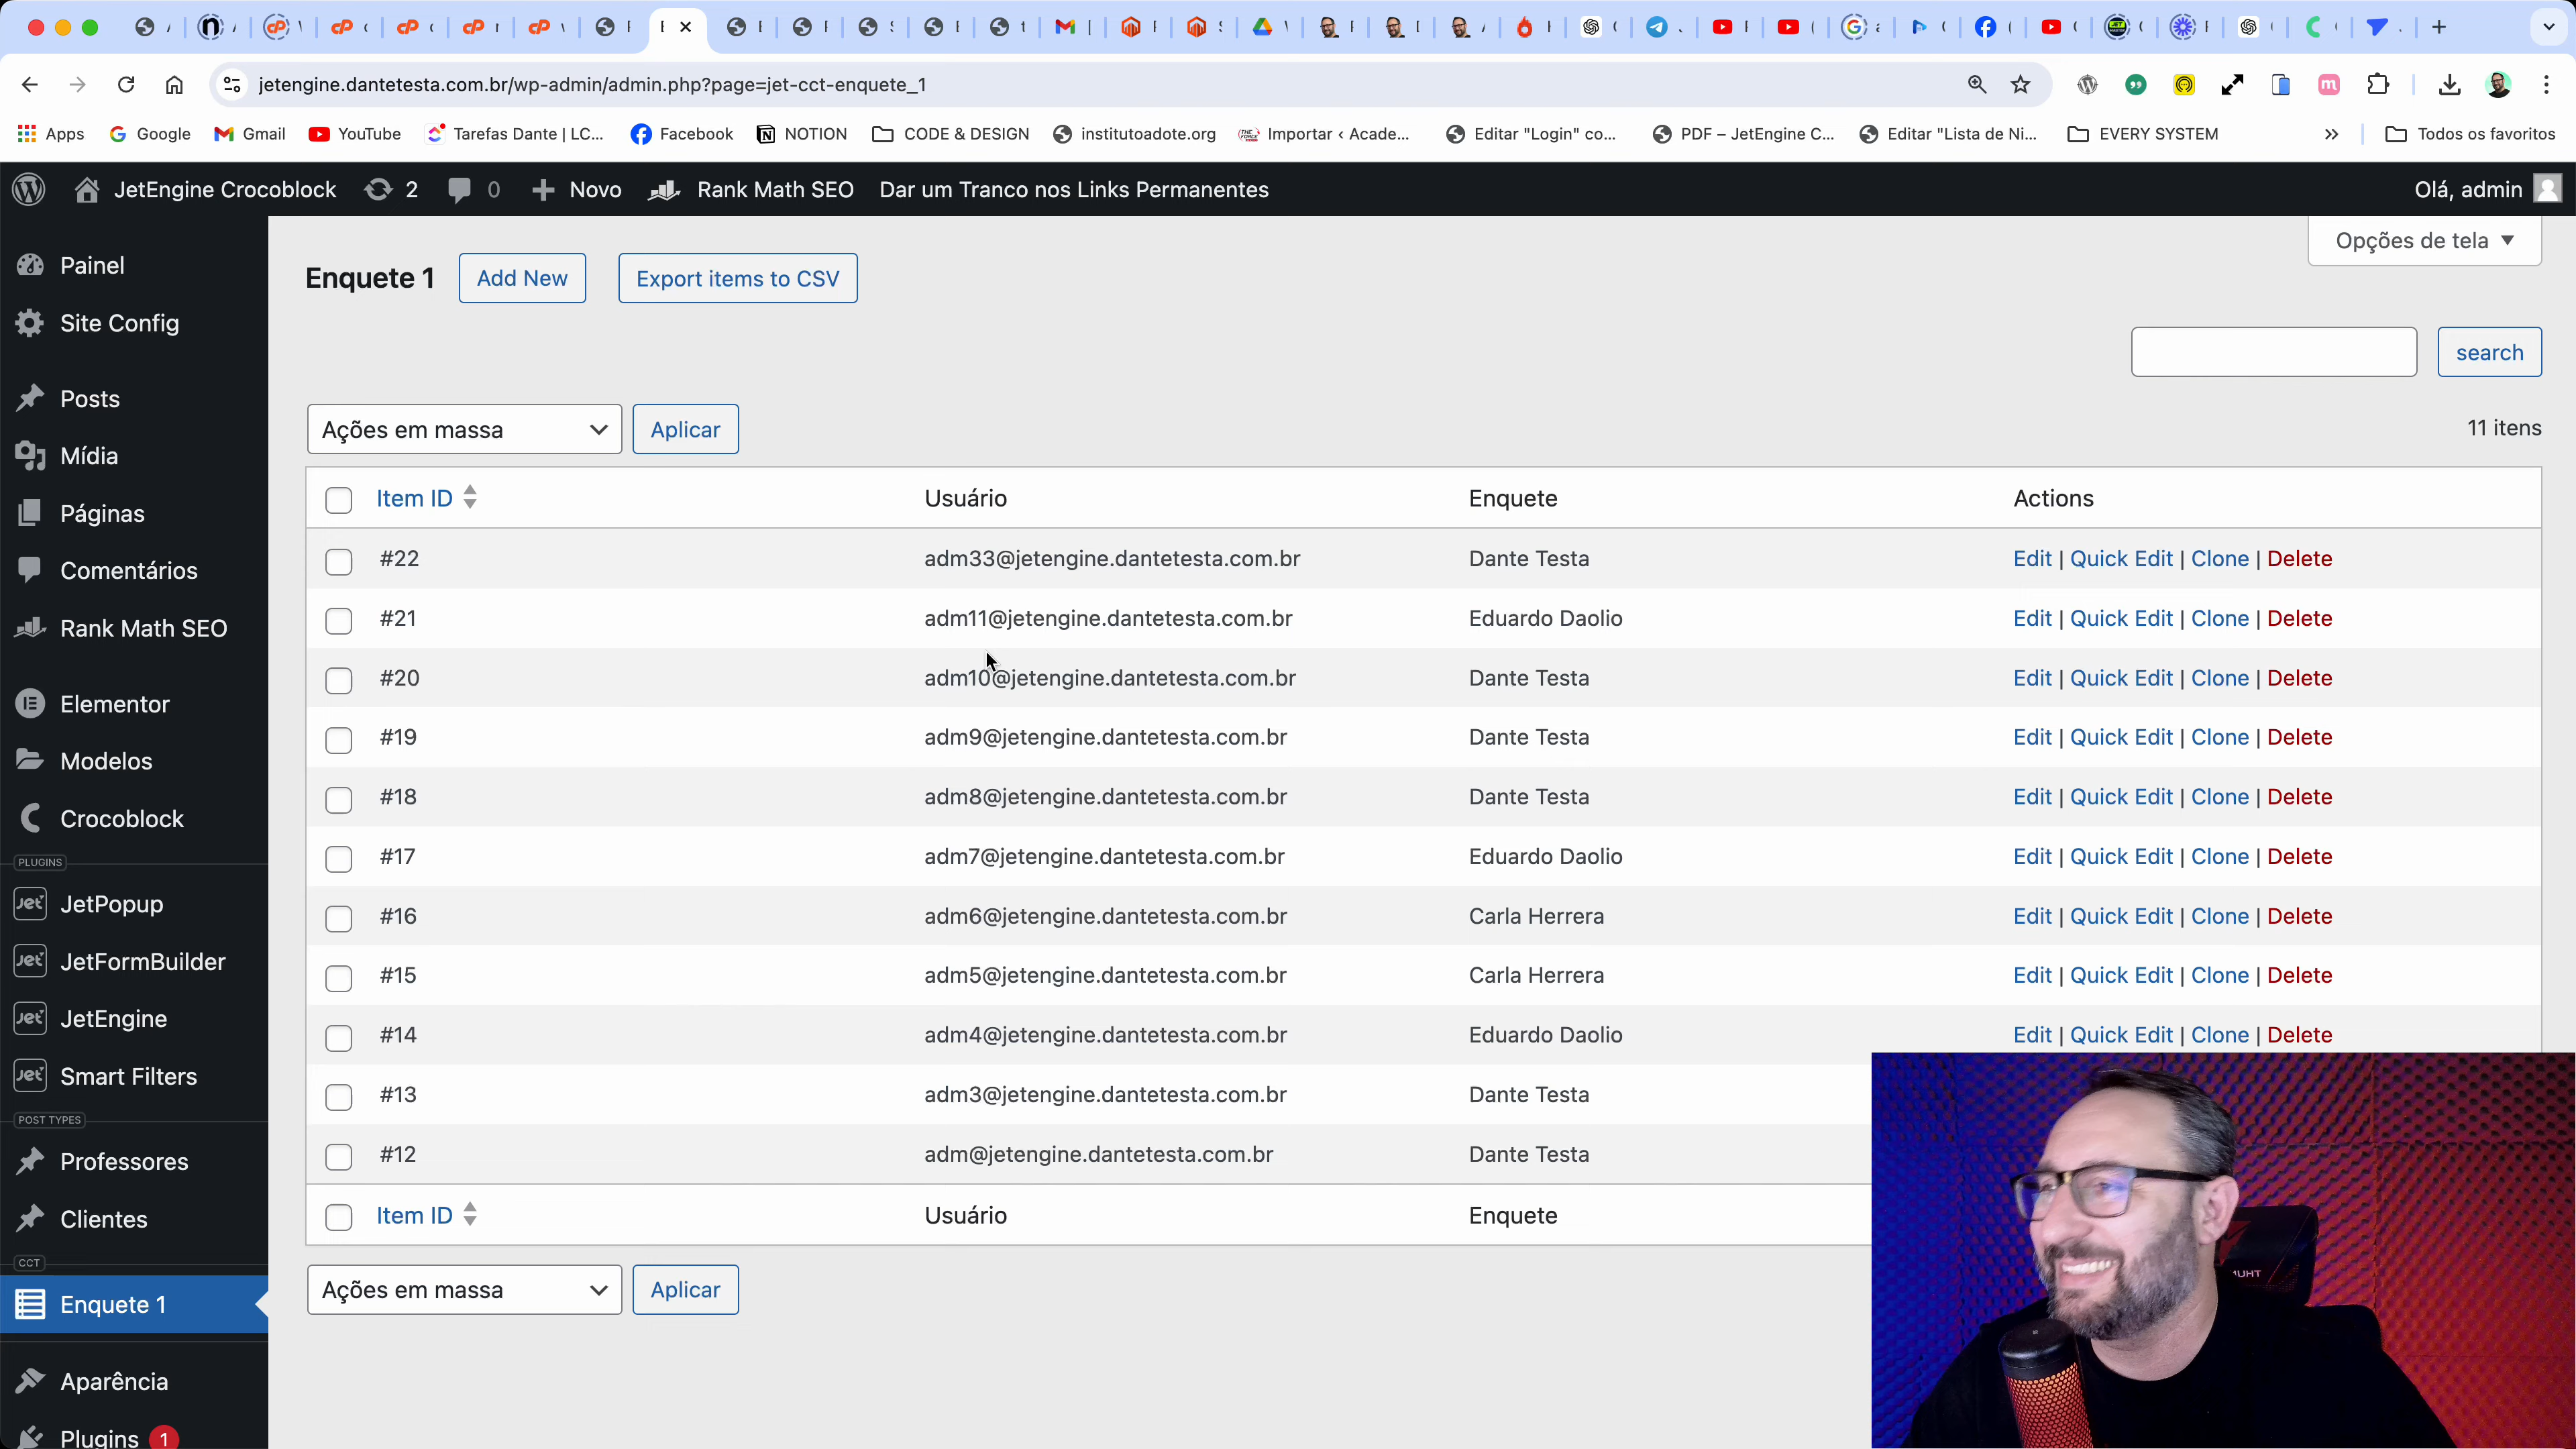 jetengine.dantetesta.com.br/wp-admin/admin.php?page=jet-cct-enquete_1
Apps Google Gmail YouTube Tarefas Dante | LC... Facebook NOTION CODE & DESIGN institutoadote.org Importar ‹ Acade... Editar "Login" co... PDF – JetEngine C... Editar "Lista de Ni... EVERY SYSTEM » Todos os favoritos
JetEngine Crocoblock 2 0 Novo Rank Math SEO Dar um Tranco nos Links Permanentes Olá, admin
Painel
Site Config
Posts
Mídia
Páginas
Comentários
Rank Math SEO
Elementor
Modelos
Crocoblock
PLUGINS
JetPopup
JetFormBuilder
JetEngine
Smart Filters
POST TYPES
Professores
Clientes
CCT
Enquete 1
Aparência
Plugins 1
Opções de tela
Enquete 1 Add New Export items to CSV
search
Ações em massa Aplicar 11 itens
Item ID Usuário Enquete Actions
#22 adm33@jetengine.dantetesta.com.br Dante Testa Edit | Quick Edit | Clone | Delete
#21 adm11@jetengine.dantetesta.com.br Eduardo Daolio Edit | Quick Edit | Clone | Delete
#20 adm10@jetengine.dantetesta.com.br Dante Testa Edit | Quick Edit | Clone | Delete
#19 adm9@jetengine.dantetesta.com.br Dante Testa Edit | Quick Edit | Clone | Delete
#18 adm8@jetengine.dantetesta.com.br Dante Testa Edit | Quick Edit | Clone | Delete
#17 adm7@jetengine.dantetesta.com.br Eduardo Daolio Edit | Quick Edit | Clone | Delete
#16 adm6@jetengine.dantetesta.com.br Carla Herrera Edit | Quick Edit | Clone | Delete
#15 adm5@jetengine.dantetesta.com.br Carla Herrera Edit | Quick Edit | Clone | Delete
#14 adm4@jetengine.dantetesta.com.br Eduardo Daolio Edit | Quick Edit | Clone | Delete
#13 adm3@jetengine.dantetesta.com.br Dante Testa
#12 adm@jetengine.dantetesta.com.br Dante Testa
Item ID Usuário Enquete
Ações em massa Aplicar